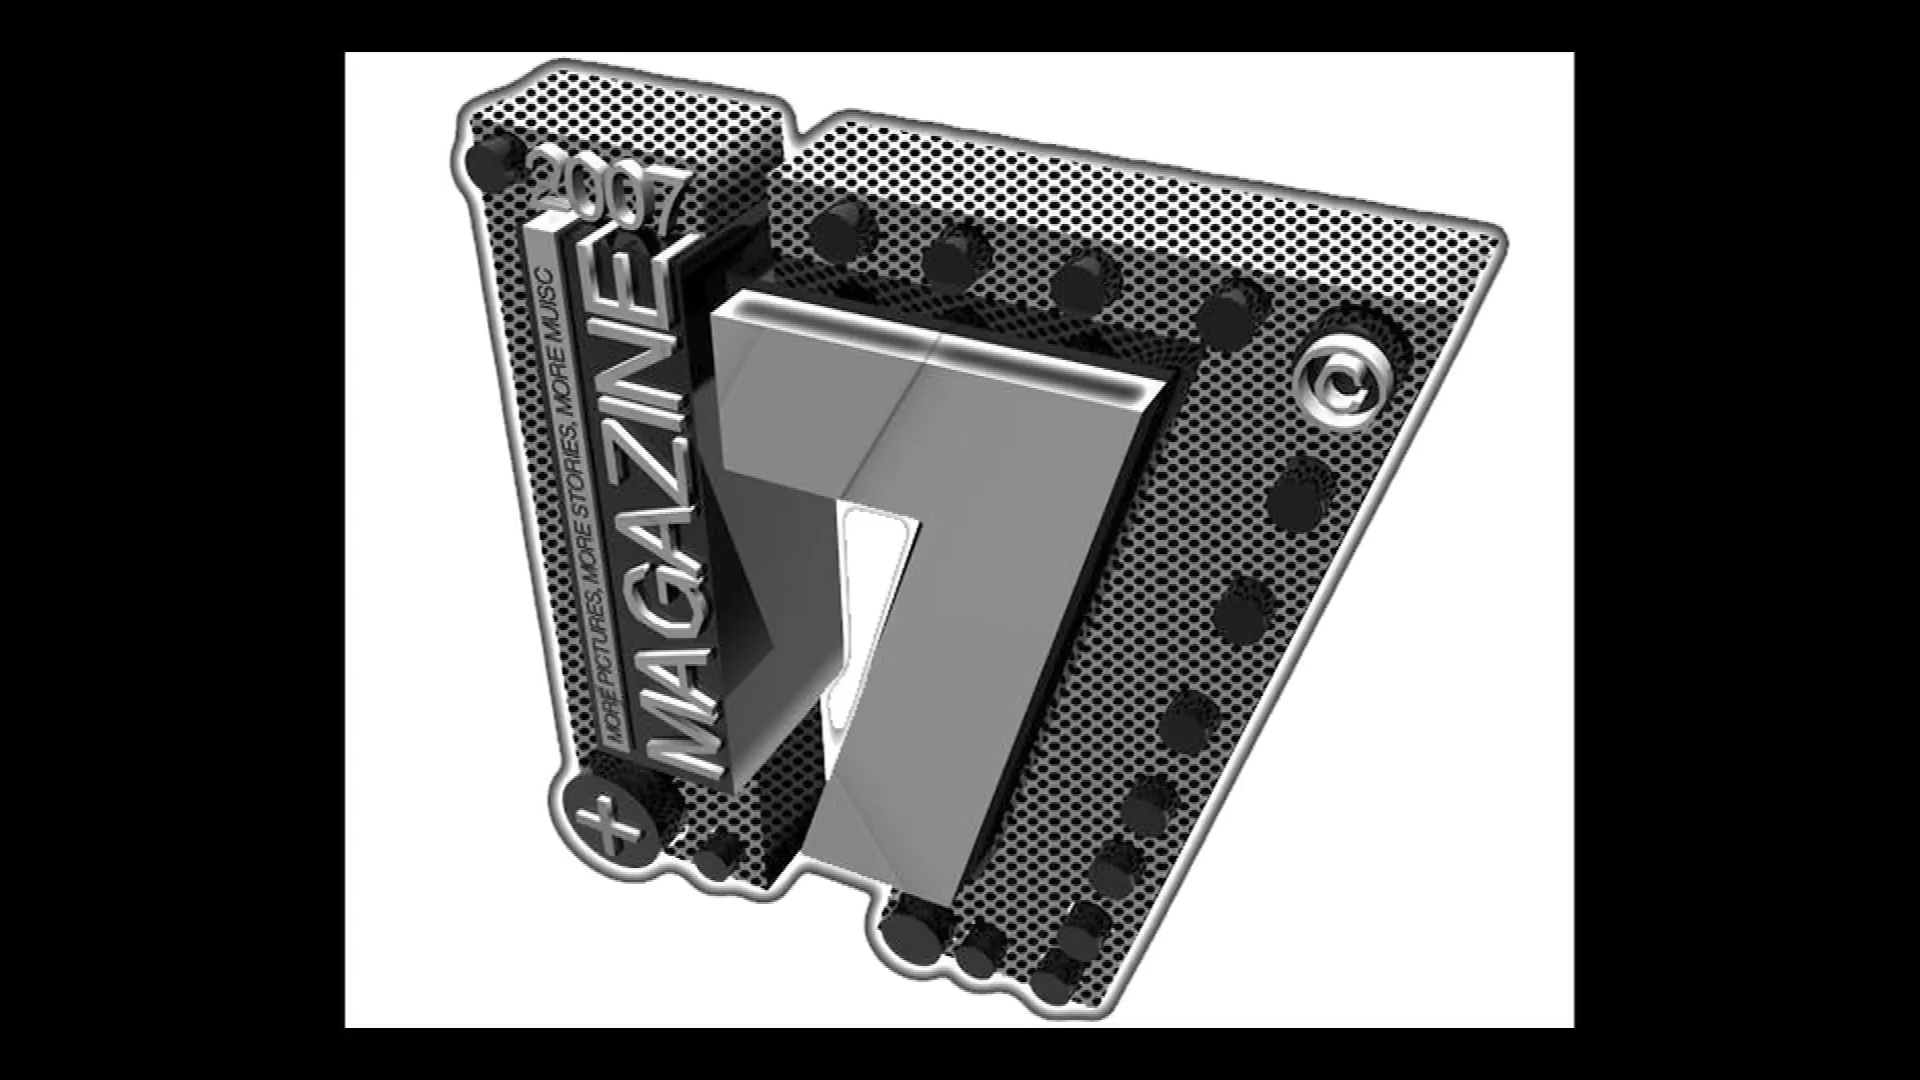 2007
MAGAZINE
MORE PICTURES, MORE STORIES, MORE MUISC
7
©
+